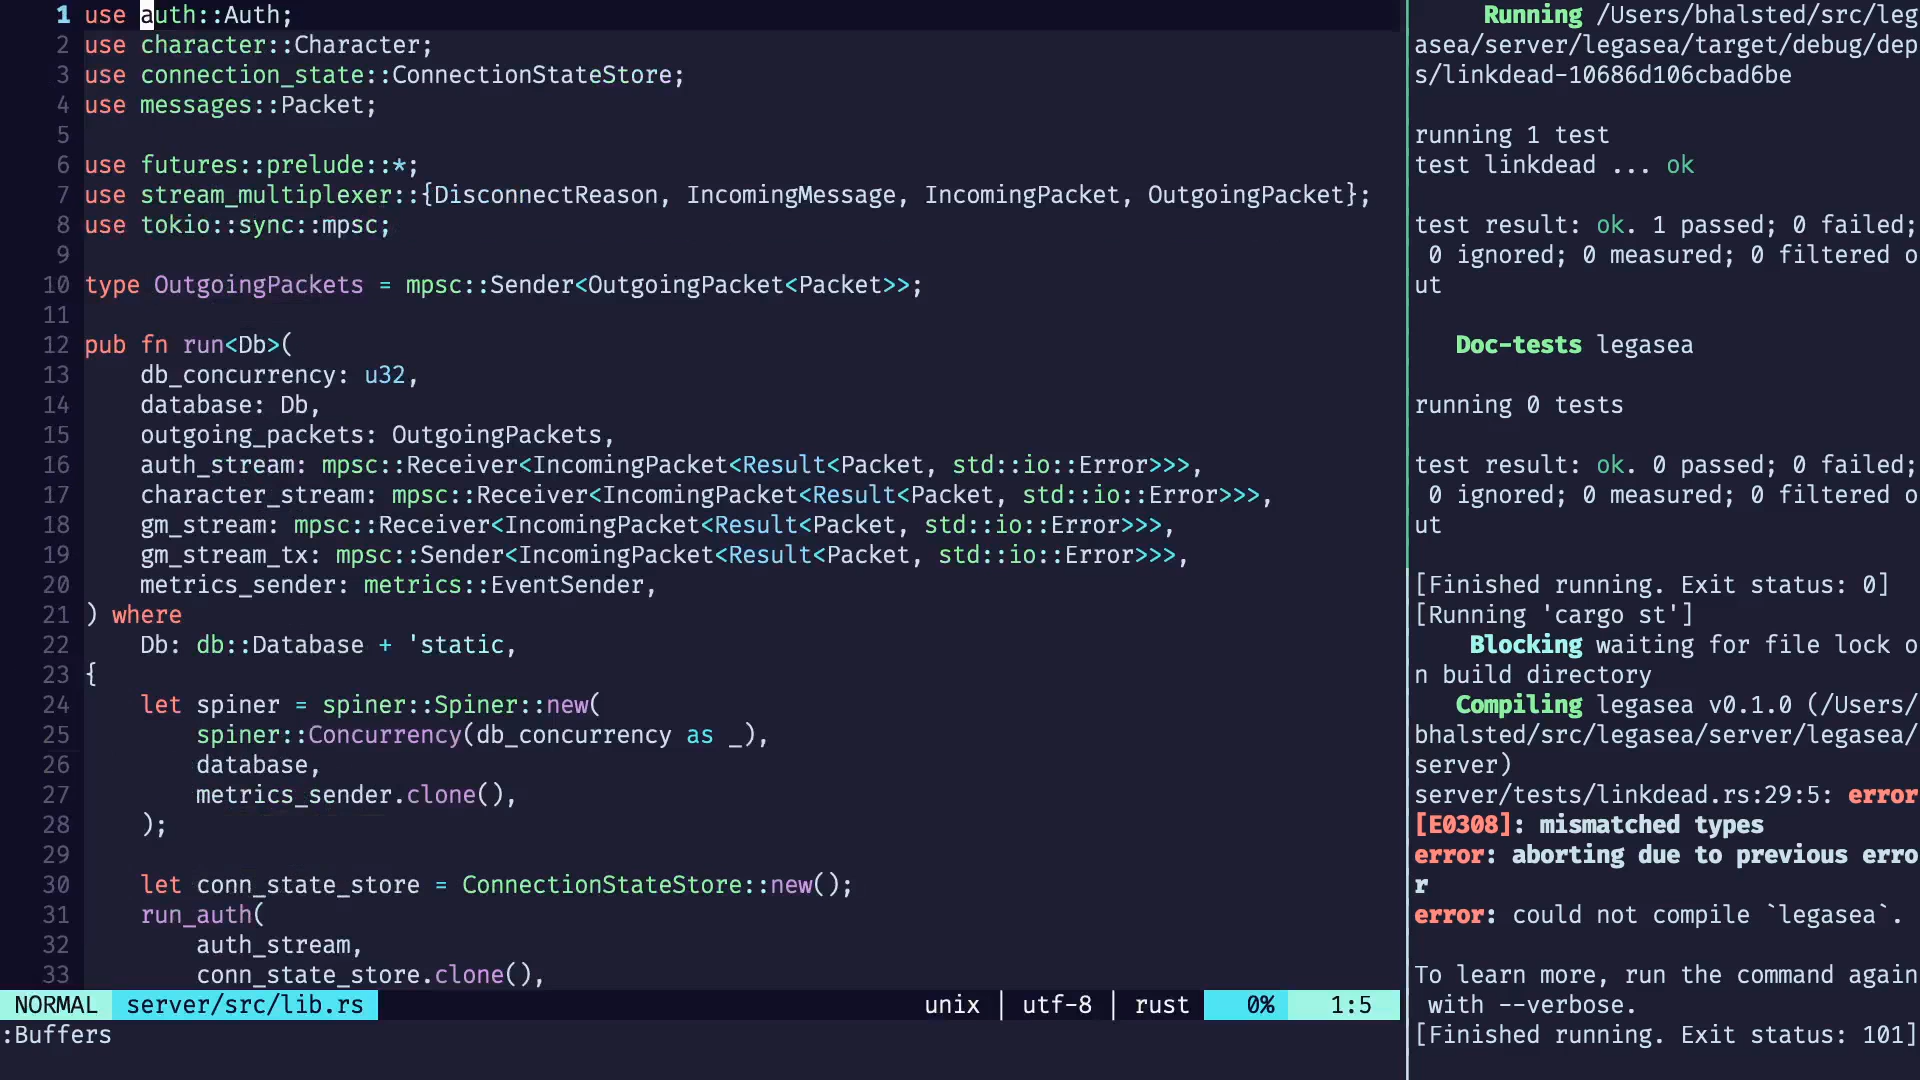 1 use auth::Auth;
2 use character::Character;
3 use connection_state::ConnectionStateStore;
4 use messages::Packet;
5
6 use futures::prelude::*;
7 use stream_multiplexer::{DisconnectReason, IncomingMessage, IncomingPacket, OutgoingPacket};
8 use tokio::sync::mpsc;
9
10 type OutgoingPackets = mpsc::Sender<OutgoingPacket<Packet>>;
11
12 pub fn run<Db>(
13     db_concurrency: u32,
14     database: Db,
15     outgoing_packets: OutgoingPackets,
16     auth_stream: mpsc::Receiver<IncomingPacket<Result<Packet, std::io::Error>>>,
17     character_stream: mpsc::Receiver<IncomingPacket<Result<Packet, std::io::Error>>>,
18     gm_stream: mpsc::Receiver<IncomingPacket<Result<Packet, std::io::Error>>>,
19     gm_stream_tx: mpsc::Sender<IncomingPacket<Result<Packet, std::io::Error>>>,
20     metrics_sender: metrics::EventSender,
21 ) where
22     Db: db::Database + 'static,
23 {
24     let spiner = spiner::Spiner::new(
25         spiner::Concurrency(db_concurrency as _),
26         database,
27         metrics_sender.clone(),
28     );
29
30     let conn_state_store = ConnectionStateStore::new();
31     run_auth(
32         auth_stream,
33         conn_state_store.clone(),
NORMAL server/src/lib.rs unix | utf-8 | rust 0% 1:5
:Buffers
     Running /Users/bhalsted/src/leg
asea/server/legasea/target/debug/dep
s/linkdead-10686d106cbad6be

running 1 test
test linkdead ... ok

test result: ok. 1 passed; 0 failed;
 0 ignored; 0 measured; 0 filtered o
ut

   Doc-tests legasea

running 0 tests

test result: ok. 0 passed; 0 failed;
 0 ignored; 0 measured; 0 filtered o
ut

[Finished running. Exit status: 0]
[Running 'cargo st']
    Blocking waiting for file lock o
n build directory
   Compiling legasea v0.1.0 (/Users/
bhalsted/src/legasea/server/legasea/
server)
server/tests/linkdead.rs:29:5: error
[E0308]: mismatched types
error: aborting due to previous erro
r
error: could not compile `legasea`.

To learn more, run the command again
 with --verbose.
[Finished running. Exit status: 101]